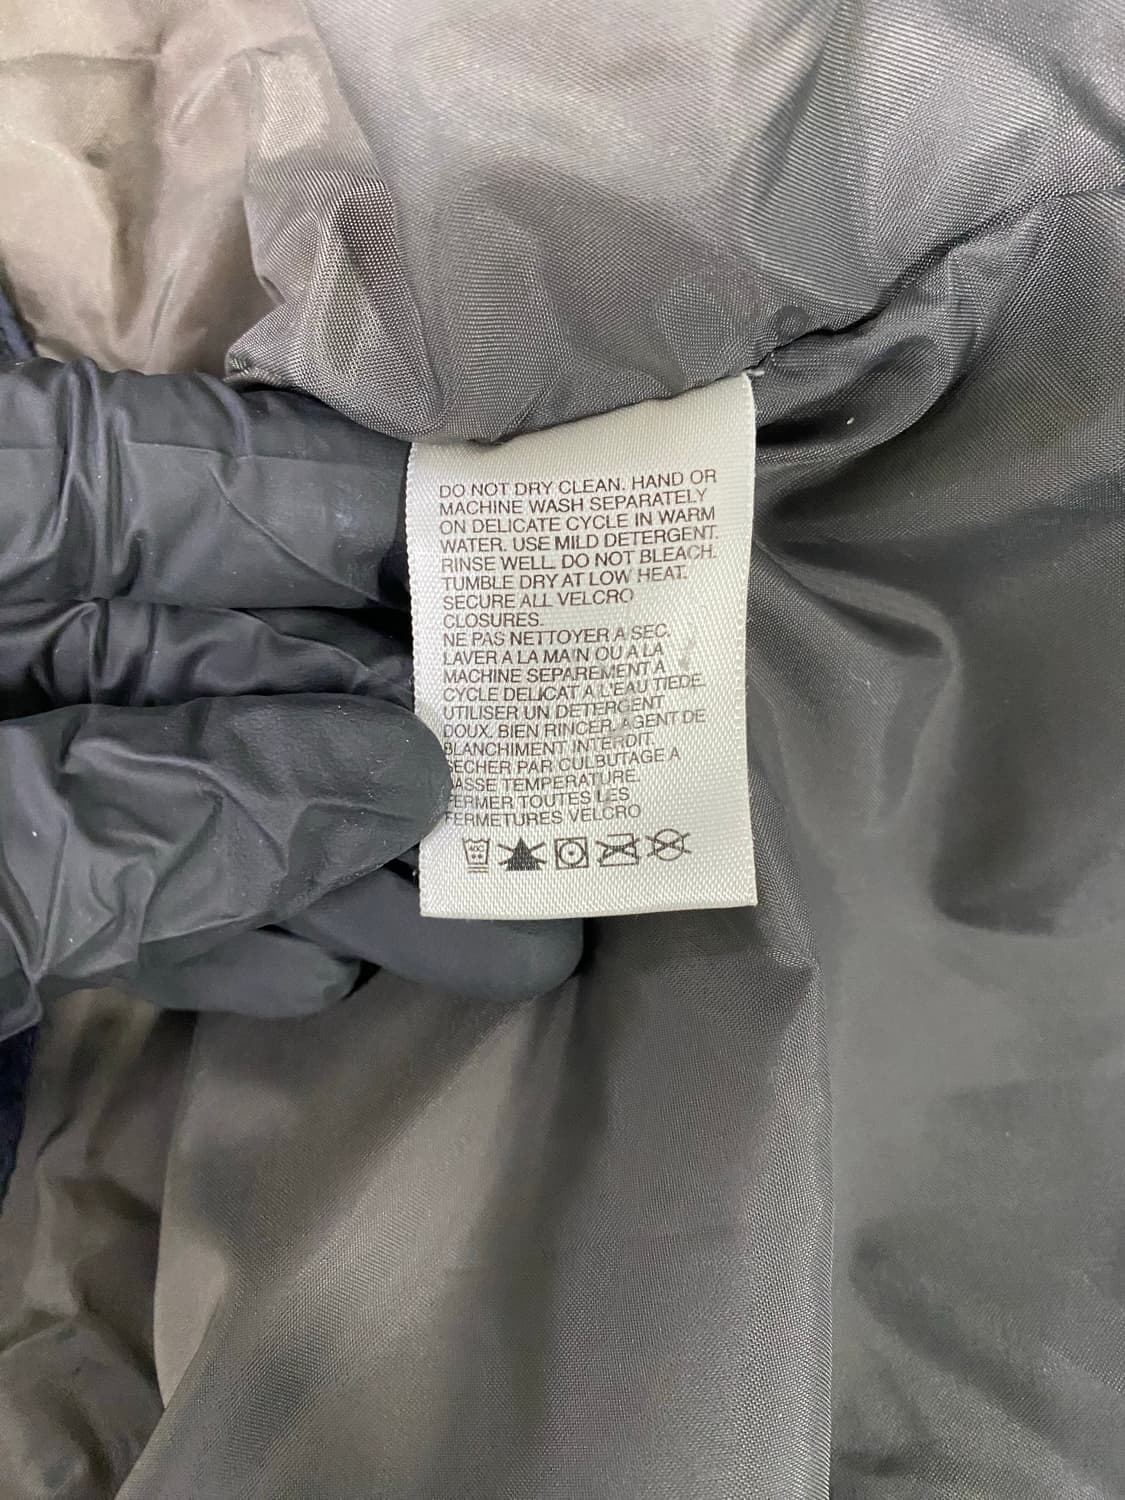 DO NOT DRY CLEAN. HAND OR
MACHINE WASH SEPARATELY
ON DELICATE CYCLE IN WARM
WATER. USE MILD DETERGENT.
RINSE WELL. DO NOT BLEACH.
TUMBLE DRY AT LOW HEAT.
SECURE ALL VELCRO
CLOSURES.
NE PAS NETTOYER A SEC.
LAVER A LA MAIN OU A LA
MACHINE SEPAREMENT A
CYCLE DELICAT A L'EAU TIEDE.
UTILISER UN DETERGENT
DOUX. BIEN RINCER. AGENT DE
BLANCHIMENT INTERDIT
SECHER PAR CULBUTAGE A
ASSE TEMPERATURE.
FERMER TOUTES LES
FERMETURES VELCRO